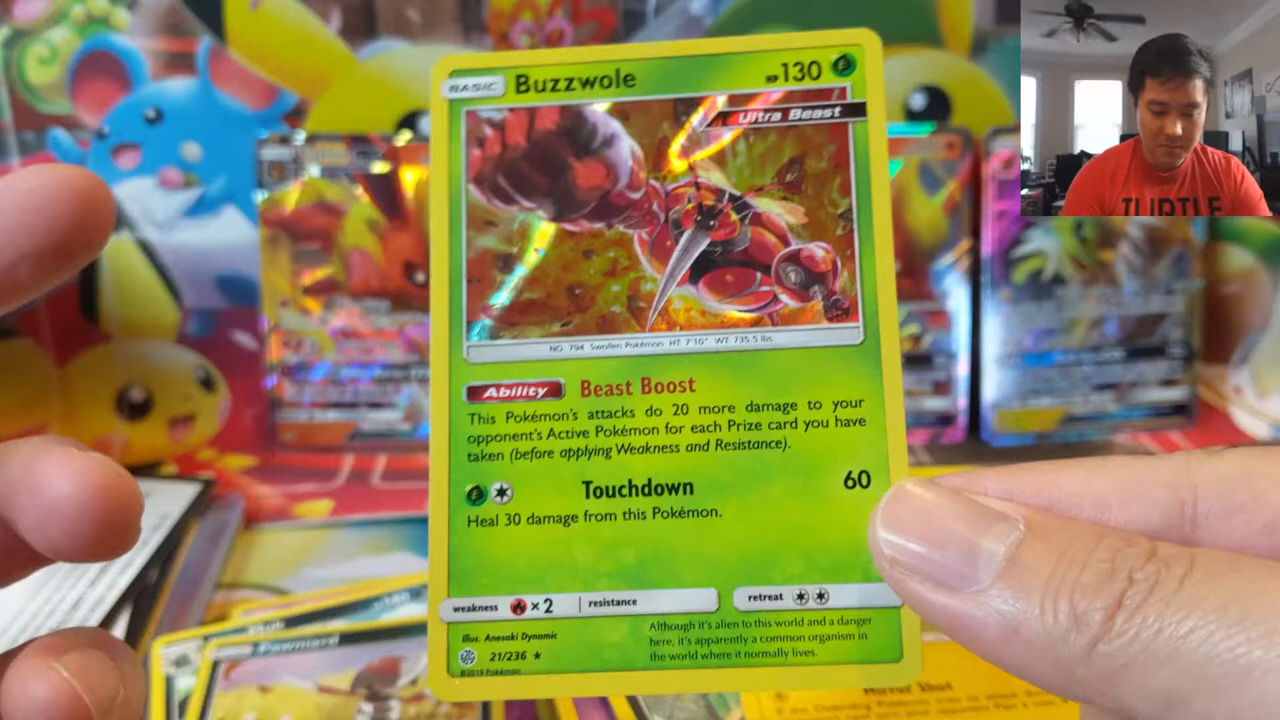 BASIC Buzzwole HP 130
Ultra Beast
NO. 794 Swollen Pokémon HT: 7'10" WT: 735.5 lbs
Ability Beast Boost
This Pokémon's attacks do 20 more damage to your
opponent's Active Pokémon for each Prize card you have
taken (before applying Weakness and Resistance).
Touchdown 60
Heal 30 damage from this Pokémon.
weakness ×2 resistance retreat
Illus. Anesaki Dynamic
21/236 ★
©2019 Pokémon
Although it's alien to this world and a danger
here, it's apparently a common organism in
the world where it normally lives.
TURTLE
Pawniard